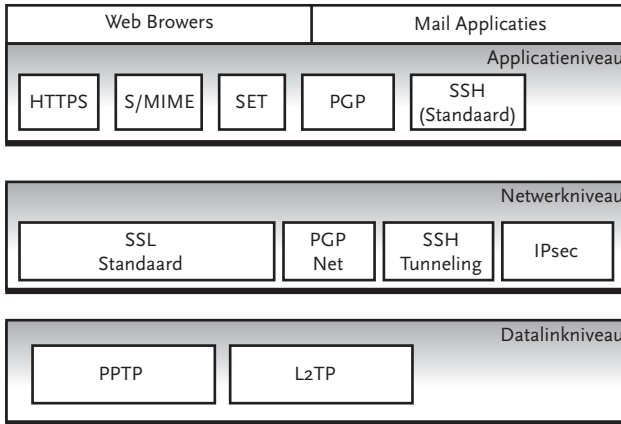 Web Browers
Mail Applicaties
Applicatieniveau
HTTPS
S/MIME
SET
PGP
SSH
(Standaard)
Netwerkniveau
SSL
Standaard
PGP
Net
SSH
Tunneling
IPsec
Datalinkniveau
PPTP
L2TP